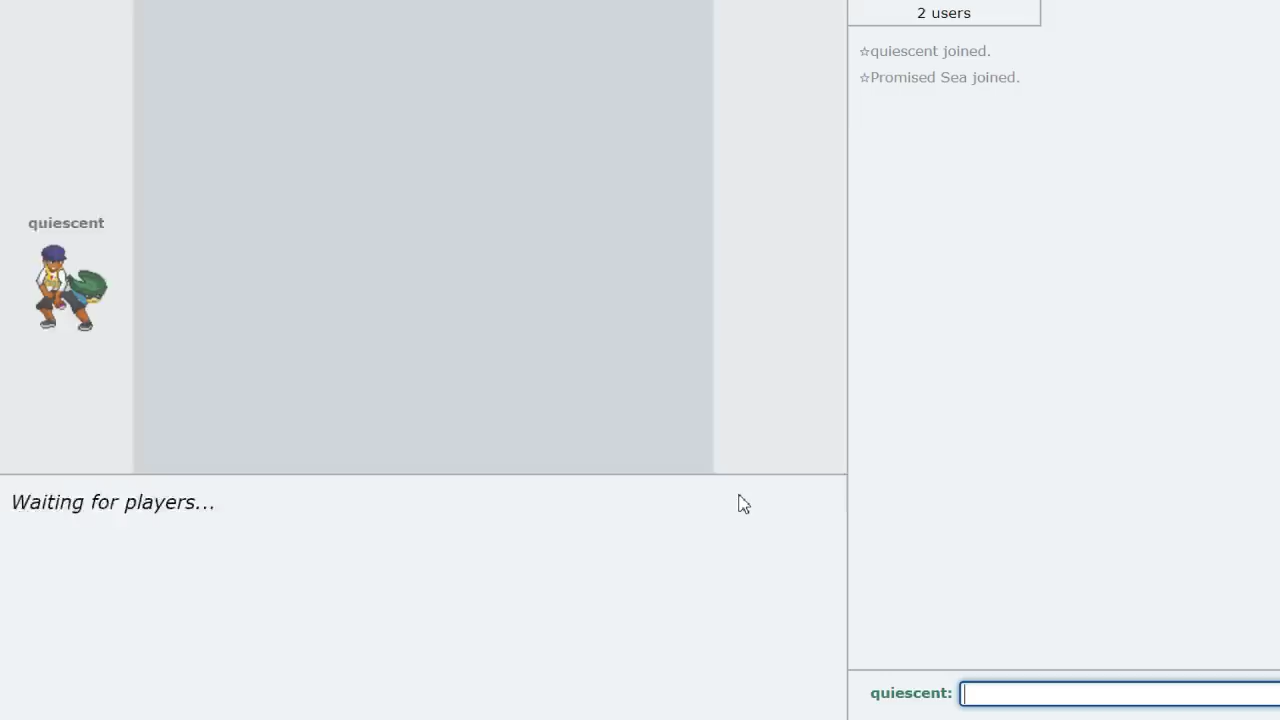 2 users
☆quiescent joined.
☆Promised Sea joined.
quiescent
Waiting for players...
quiescent: